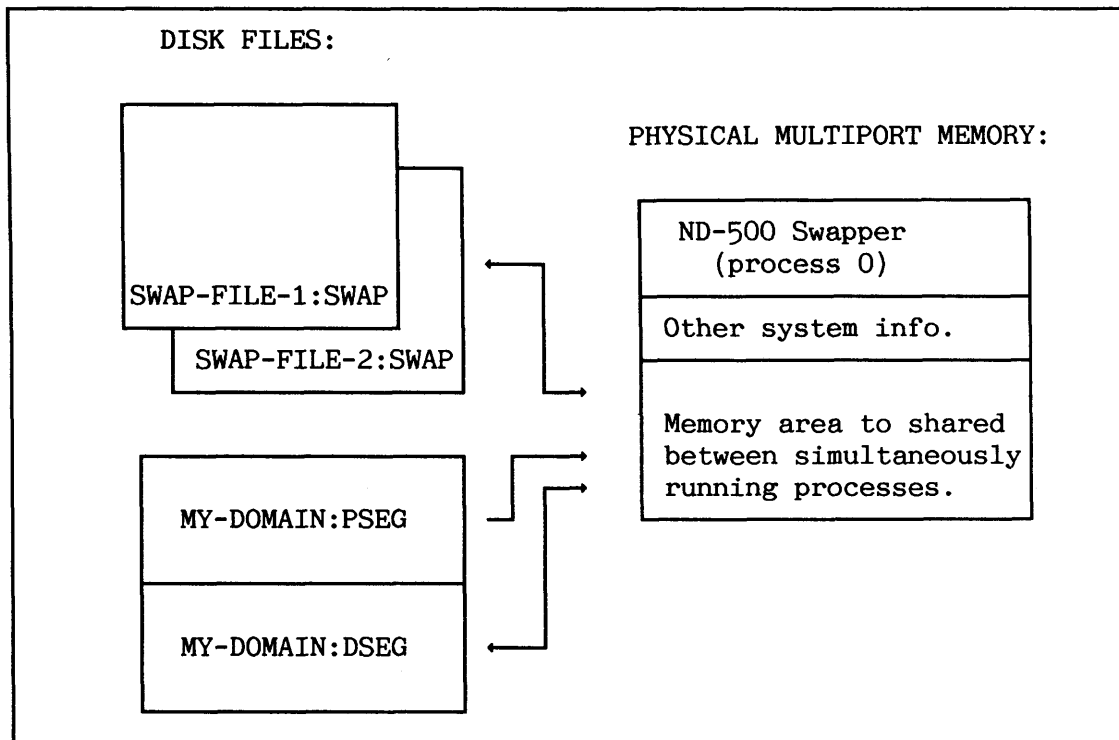 DISK FILES:
SWAP-FILE-1:SWAP
SWAP-FILE-2:SWAP
MY-DOMAIN:PSEG
MY-DOMAIN:DSEG
PHYSICAL MULTIPORT MEMORY:
ND-500 Swapper
(process 0)
Other system info.
Memory area to shared
between simultaneously
running processes.